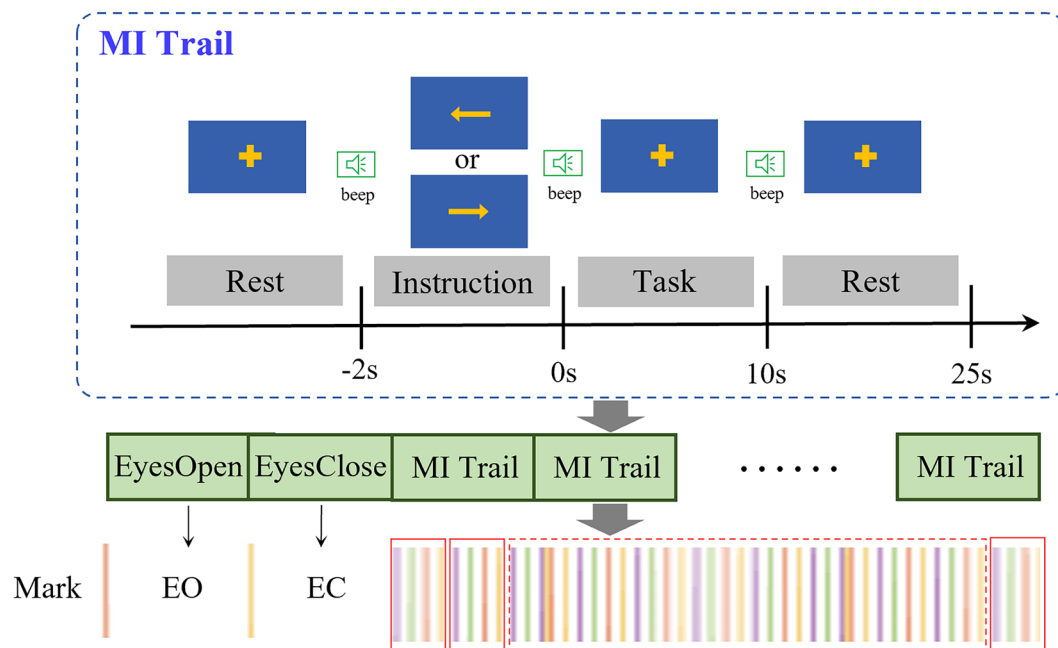 MI Trail
or
beep
beep
beep
Rest
Instruction
Task
Rest
-2s
0s
10s
25s
EyesOpen
EyesClose
MI Trail
MI Trail
......
MI Trail
Mark
EO
EC